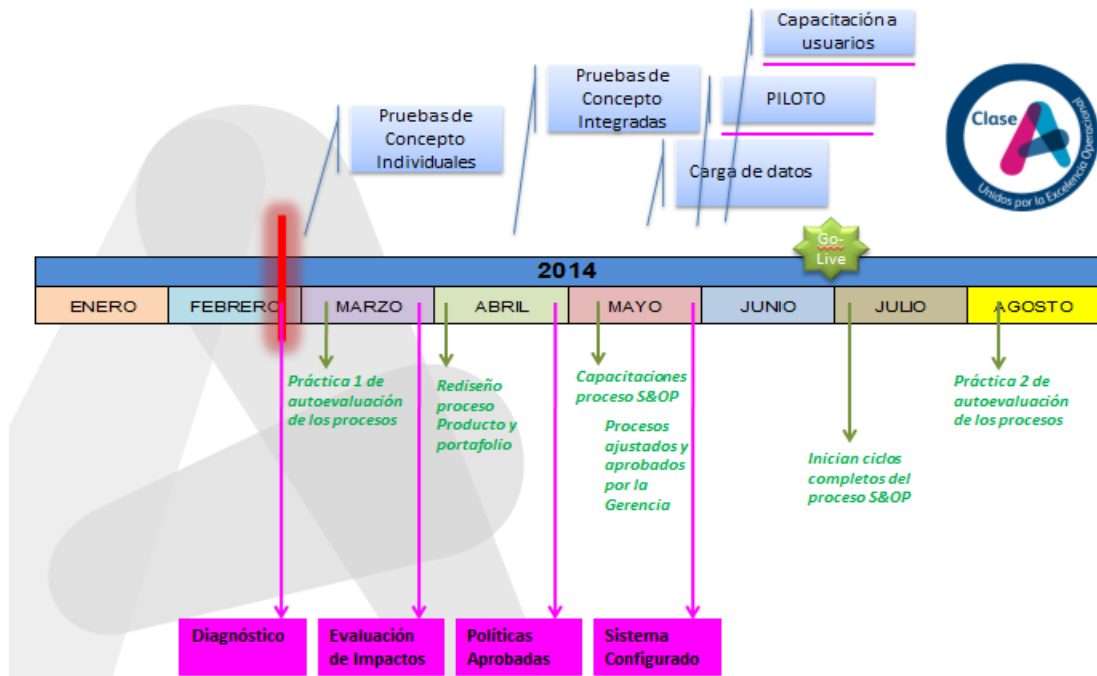 Capacitación a
usuarios
Pruebas de
Concepto
Integradas
PILOTO
Pruebas de
Concepto
Individuales
Carga de datos
Clase
Unidos por la Excelencia Operacional
Go-
Live
2014
ENERO
FEBRERO
MARZO
ABRIL
MAYO
JUNIO
JULIO
AGOSTO
Práctica 1 de
autoevaluación
de los procesos
Rediseño
proceso
Producto y
portafolio
Capacitaciones
proceso S&OP
Procesos
ajustados y
aprobados
por la
Gerencia
Inician ciclos
completos del
proceso S&OP
Práctica 2 de
autoevaluación
de los procesos
Diagnóstico
Evaluación
de Impactos
Políticas
Aprobadas
Sistema
Configurado